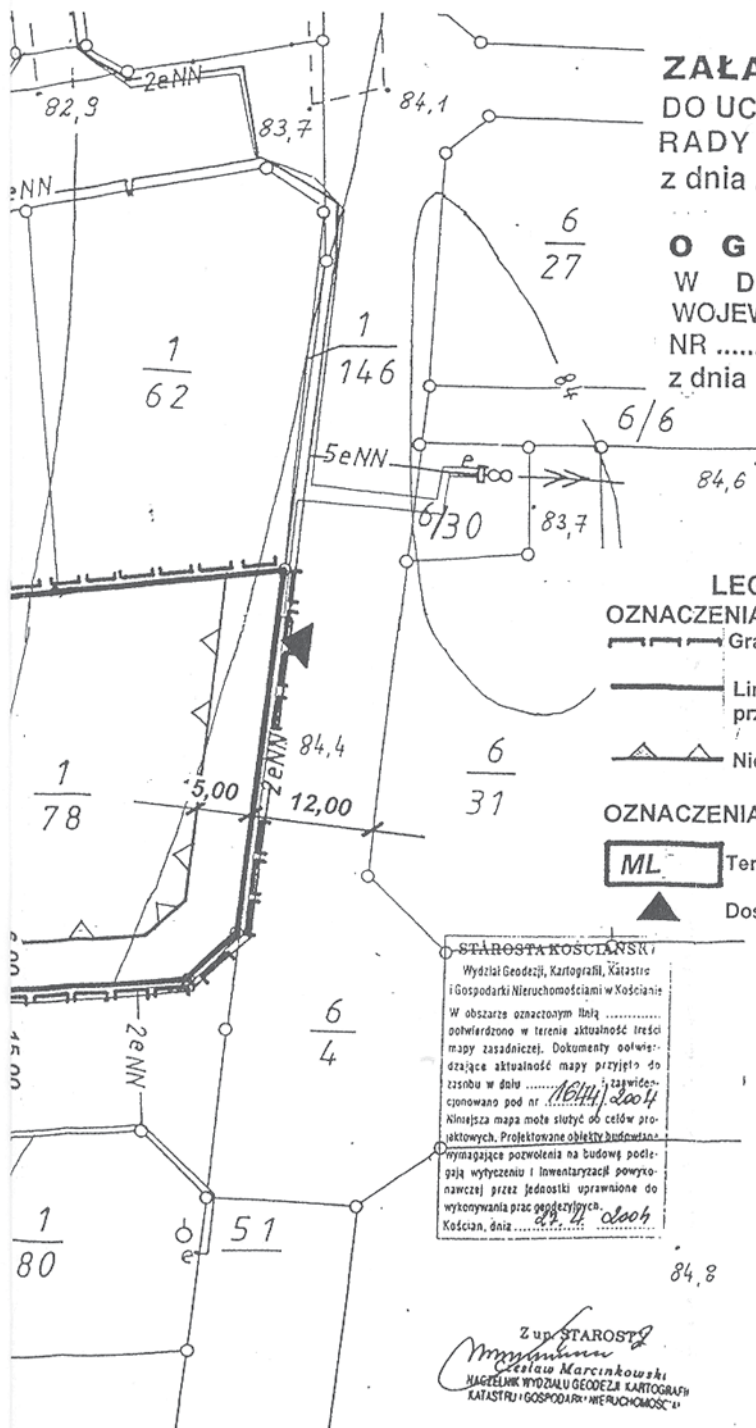 ZAŁA
DO UC
RADY
z dnia
O G
W D
WOJEW
NR ......
z dnia
2eNN
82,9
83,7
84,1
eNN
6
27
1
62
1
146
84
6/6
5eNN
e
84,6
6/30
83,7
LEG
OZNACZENIA
Gra
Lin
prz
Nie
OZNACZENIA
ML
Ter
Dos
84,4
2eNN
1
78
5,00
12,00
6
31
6,00
15,00
2eNN
6
4
1
80
e
51
84,8
STAROSTA KOŚCIAŃSKI
Wydział Geodezji, Kartografii, Katastru
i Gospodarki Nieruchomościami w Kościanie
W obszarze oznaczonym linią ..............
potwierdzono w terenie aktualność treści
mapy zasadniczej. Dokumenty potwier-
dzające aktualność mapy przyjęto do
zasobu w dniu .............. i zaewiden-
cjonowano pod nr 1644/2004
Niniejsza mapa może służyć do celów pro-
jektowych. Projektowane obiekty budowlane
wymagające pozwolenia na budowę podle-
gają wytyczeniu i inwentaryzacji powyko-
nawczej przez jednostki uprawnione do
wykonywania prac geodezyjnych.
Kościan, dnia 27.4 2004
Z up. STAROSTY
Czesław Marcinkowski
NACZELNIK WYDZIAŁU GEODEZJI KARTOGRAFII
KATASTRU I GOSPODARKI NIERUCHOMOŚCIAMI